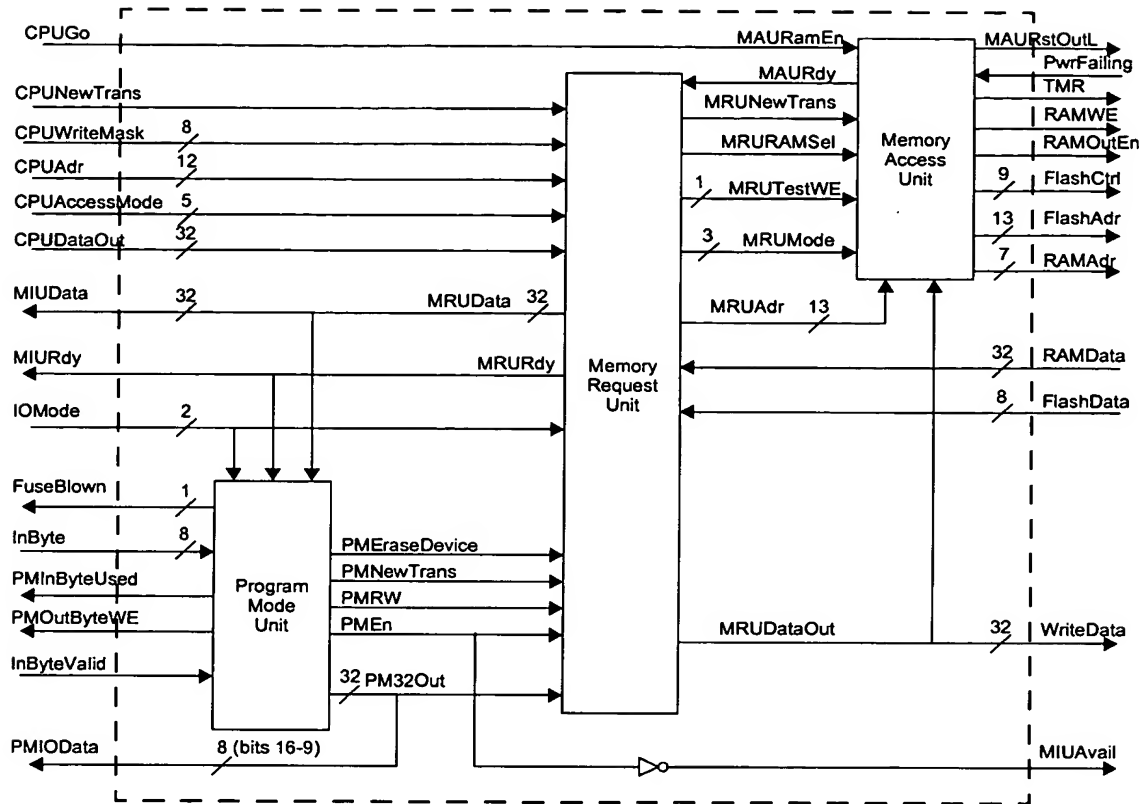 CPUGo
MAURamEn
MAURstOutL
PwrFailing
MAURdy
CPUNewTrans
MRUNewTrans
TMR
CPUWriteMask
8
RAMWE
MRURAMSel
Memory
Access
Unit
RAMOutEn
CPUAdr
12
9
FlashCtrl
CPUAccessMode
5
1
MRUTestWE
CPUDataOut
32
3
MRUMode
13
FlashAdr
7
RAMAdr
MIUData
32
MRUData
32
MRUAdr
13
MIURdy
MRURdy
Memory
Request
Unit
32
RAMData
IOMode
2
8
FlashData
FuseBlown
1
InByte
8
PMEraseDevice
PMInByteUsed
Program
Mode
Unit
PMNewTrans
PMRW
PMOutByteWE
PMEn
MRUDataOut
32
WriteData
InByteValid
32
PM32Out
PMIOData
8 (bits 16-9)
MIUAvail